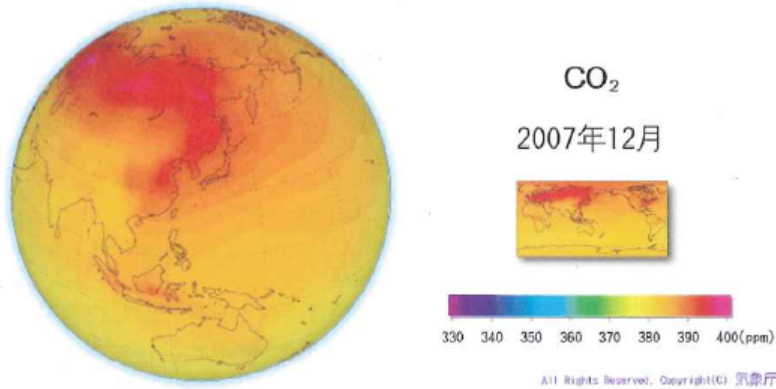 CO₂
2007年12月
330 340 350 360 370 380 390 400(ppm)
All Rights Reserved, Copyright(C) 気象庁